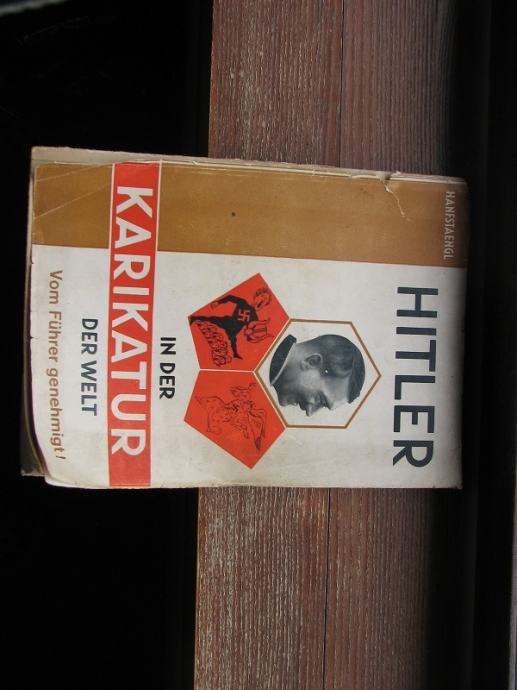 HANFSTAENGL
HITLER
IN DER
KARIKATUR
DER WELT
Vom Führer genehmigt!